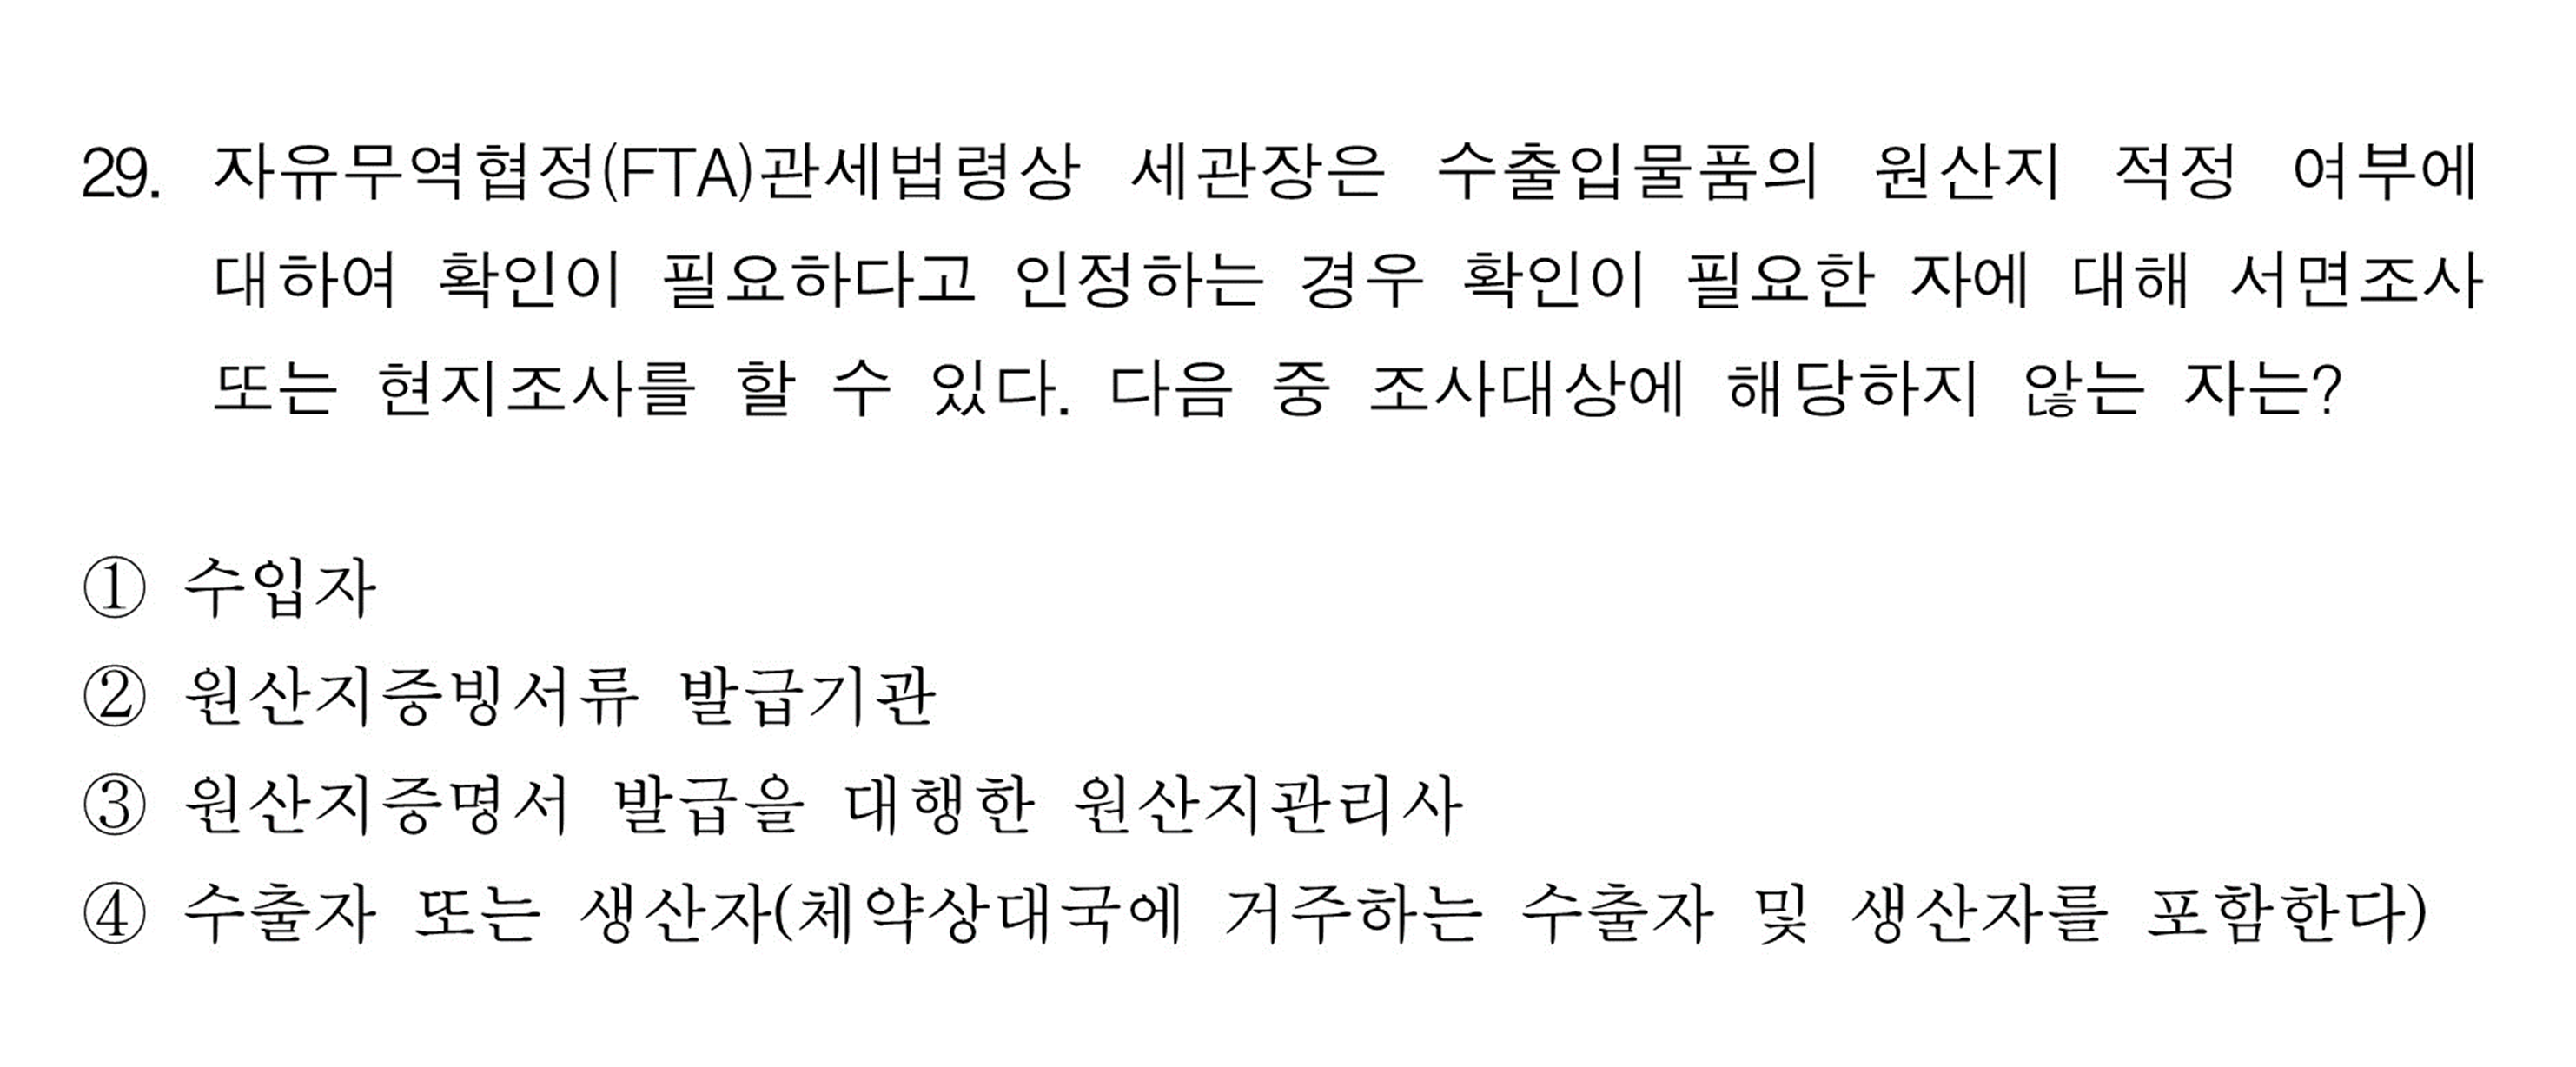 29. 자유무역협정(FTA)관세법령상 세관장은 수출입물품의 원산지 적정 여부에
대하여 확인이 필요하다고 인정하는 경우 확인이 필요한 자에 대해 서면조사
또는 현지조사를 할 수 있다. 다음 중 조사대상에 해당하지 않는 자는?
① 수입자
② 원산지증빙서류 발급기관
③ 원산지증명서 발급을 대행한 원산지관리사
④ 수출자 또는 생산자(체약상대국에 거주하는 수출자 및 생산자를 포함한다)